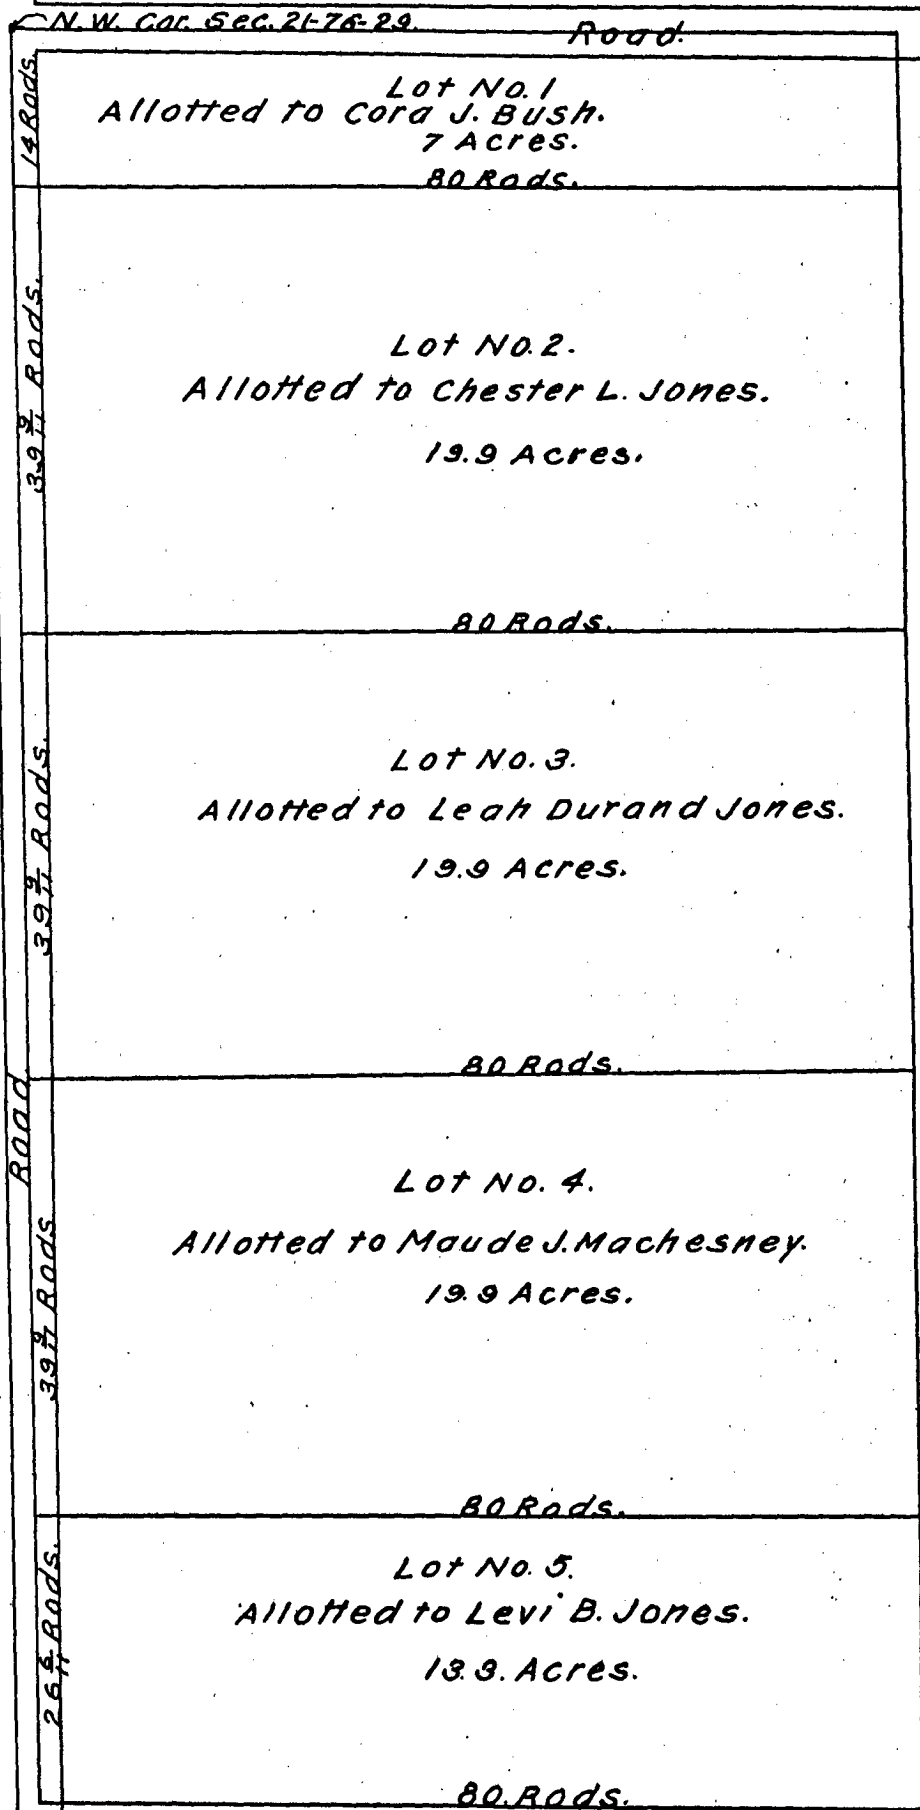 N.W. Cor. Sec. 21-76-29.
Road.
14 Rods.
Lot No. 1
Allotted to Cora J. Bush.
7 Acres.
80 Rods.
39 9/11 Rods.
Lot No. 2.
Allotted to Chester L. Jones.
19.9 Acres.
80 Rods.
39 9/11 Rods.
Lot No. 3.
Allotted to Leah Durand Jones.
19.9 Acres.
80 Rods.
Road
39 9/11 Rods
Lot No. 4.
Allotted to Maude J. Machesney.
19.9 Acres.
80 Rods.
26 6/11 Rods.
Lot No. 5.
Allotted to Levi B. Jones.
13.3. Acres.
80. Rods.